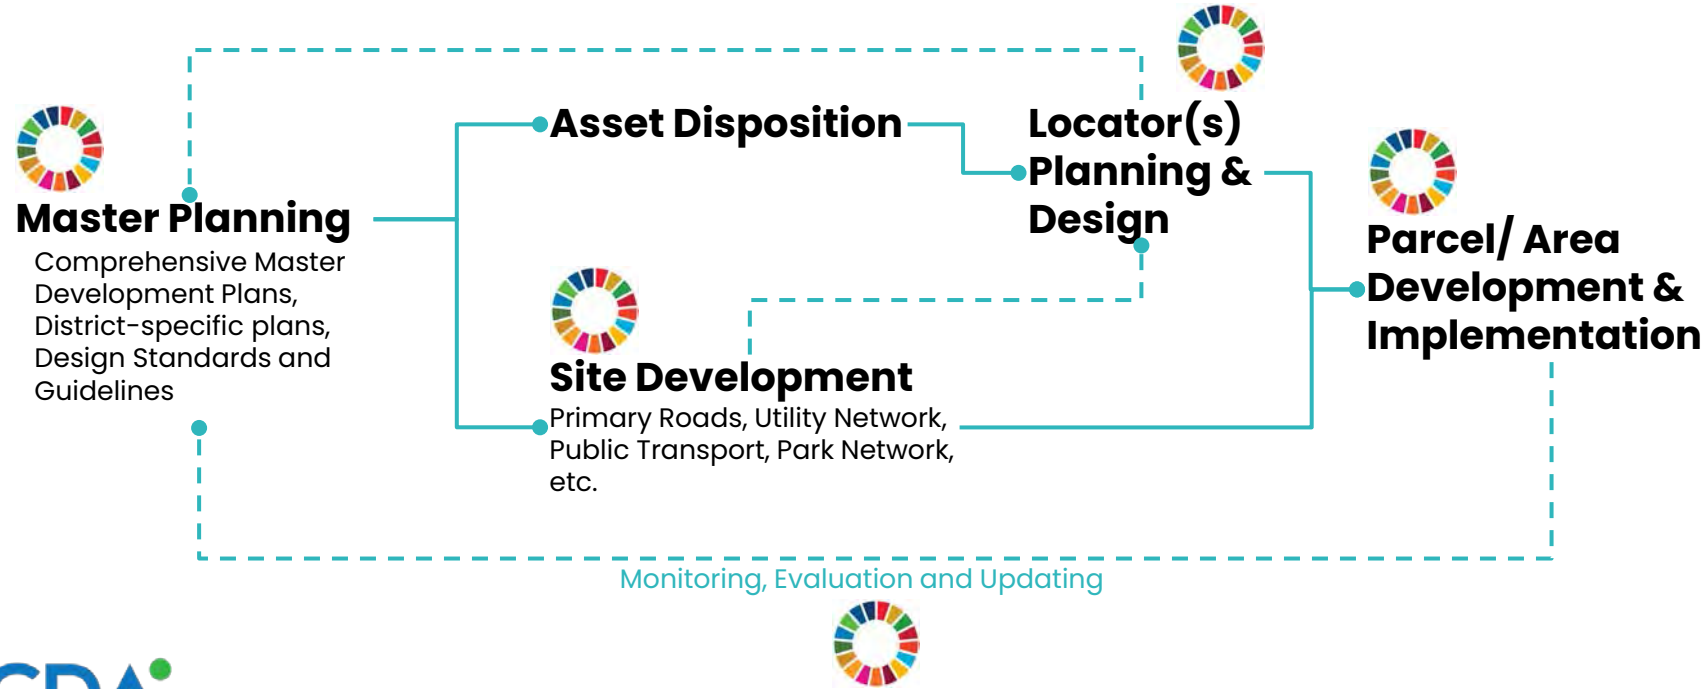 Master Planning
Comprehensive Master
Development Plans,
District-specific plans,
Design Standards and
Guidelines
Asset Disposition
Site Development
Primary Roads, Utility Network,
Public Transport, Park Network,
etc.
Locator(s)
Planning &
Design
Parcel/ Area
Development &
Implementation
Monitoring, Evaluation and Updating